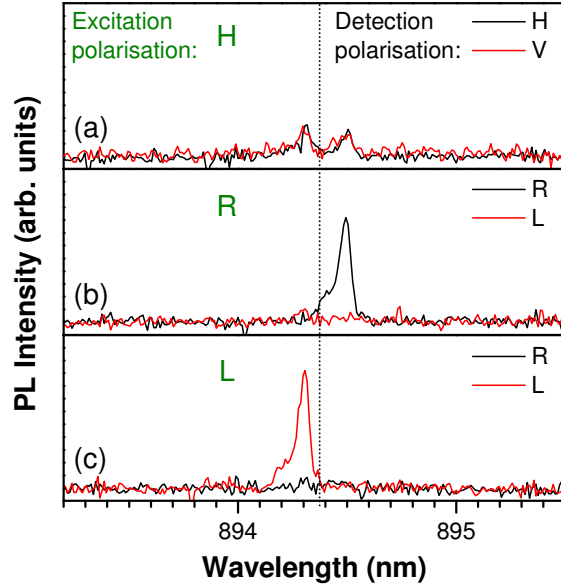 Excitation
polarisation: H
Detection
polarisation:
H
V
(a)
R
R
L
(b)
L
R
L
(c)
PL Intensity (arb. units)
894 895
Wavelength (nm)